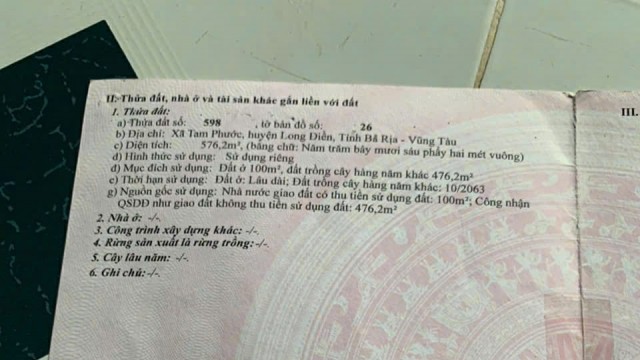 II. Thửa đất, nhà ở và tài sản khác gắn liền với đất
III.
1. Thửa đất:
a) Thửa đất số: 598 , tờ bản đồ số: 26
b) Địa chỉ: Xã Tam Phước, huyện Long Điền, Tỉnh Bà Rịa - Vũng Tàu
c) Diện tích: 576,2m², (bằng chữ: Năm trăm bảy mươi sáu phẩy hai mét vuông)
d) Hình thức sử dụng: Sử dụng riêng
đ) Mục đích sử dụng: Đất ở 100m², đất trồng cây hàng năm khác 476,2m²
e) Thời hạn sử dụng: Đất ở: Lâu dài; Đất trồng cây hàng năm khác: 10/2063
g) Nguồn gốc sử dụng: Nhà nước giao đất có thu tiền sử dụng đất: 100m²; Công nhận
QSDĐ như giao đất không thu tiền sử dụng đất: 476,2m²
2. Nhà ở: -/-.
3. Công trình xây dựng khác: -/-.
4. Rừng sản xuất là rừng trồng: -/-.
5. Cây lâu năm: -/-.
6. Ghi chú: -/-.